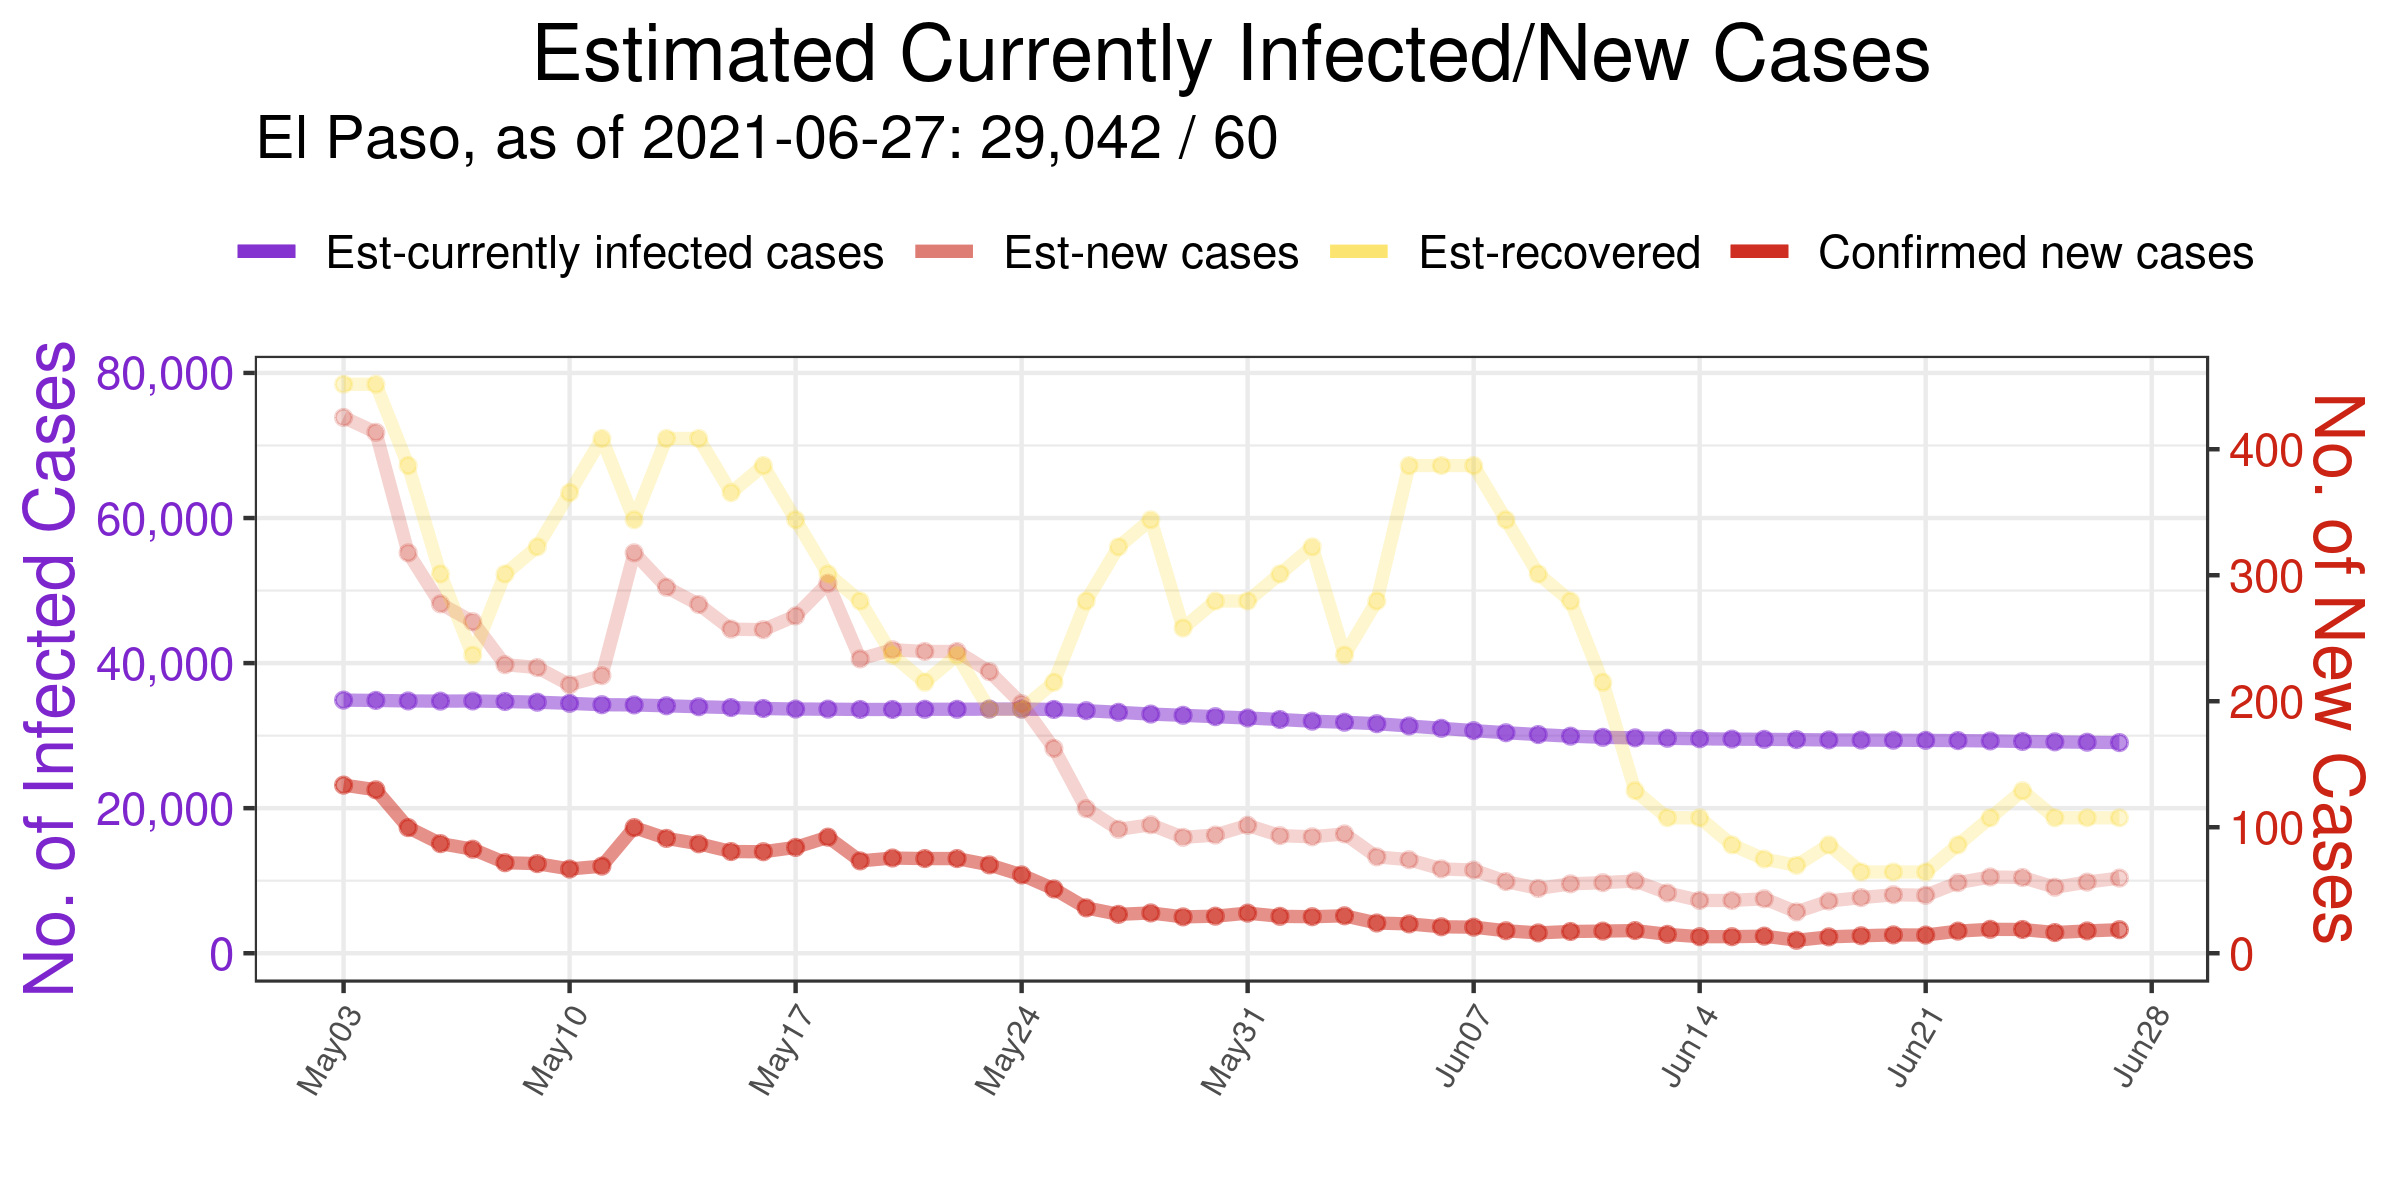 Estimated Currently Infected/New Cases
El Paso, as of 2021-06-27: 29,042 / 60
Est-currently infected cases Est-new cases Est-recovered Confirmed new cases
No. of Infected Cases
80,000
60,000
40,000
20,000
0
No. of New Cases
400
300
200
100
0
May03 May10 May17 May24 May31 Jun07 Jun14 Jun21 Jun28